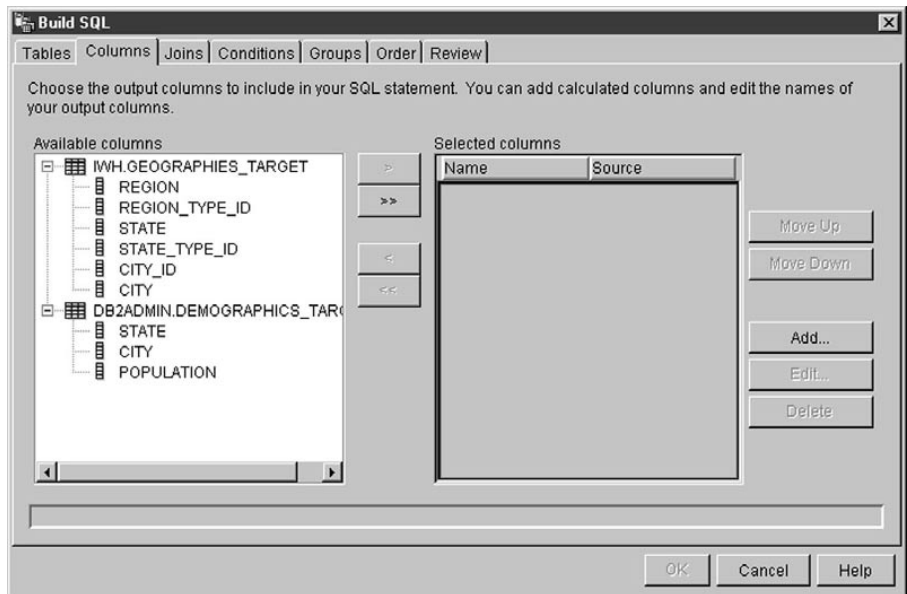 Build SQL
Tables Columns Joins Conditions Groups Order Review
Choose the output columns to include in your SQL statement. You can add calculated columns and edit the names of
your output columns.
Available columns
IWH.GEOGRAPHIES_TARGET
REGION
REGION_TYPE_ID
STATE
STATE_TYPE_ID
CITY_ID
CITY
DB2ADMIN.DEMOGRAPHICS_TAR
STATE
CITY
POPULATION
>
>>
<
<<
Selected columns
Name Source
Move Up
Move Down
Add...
Edit...
Delete
OK Cancel Help